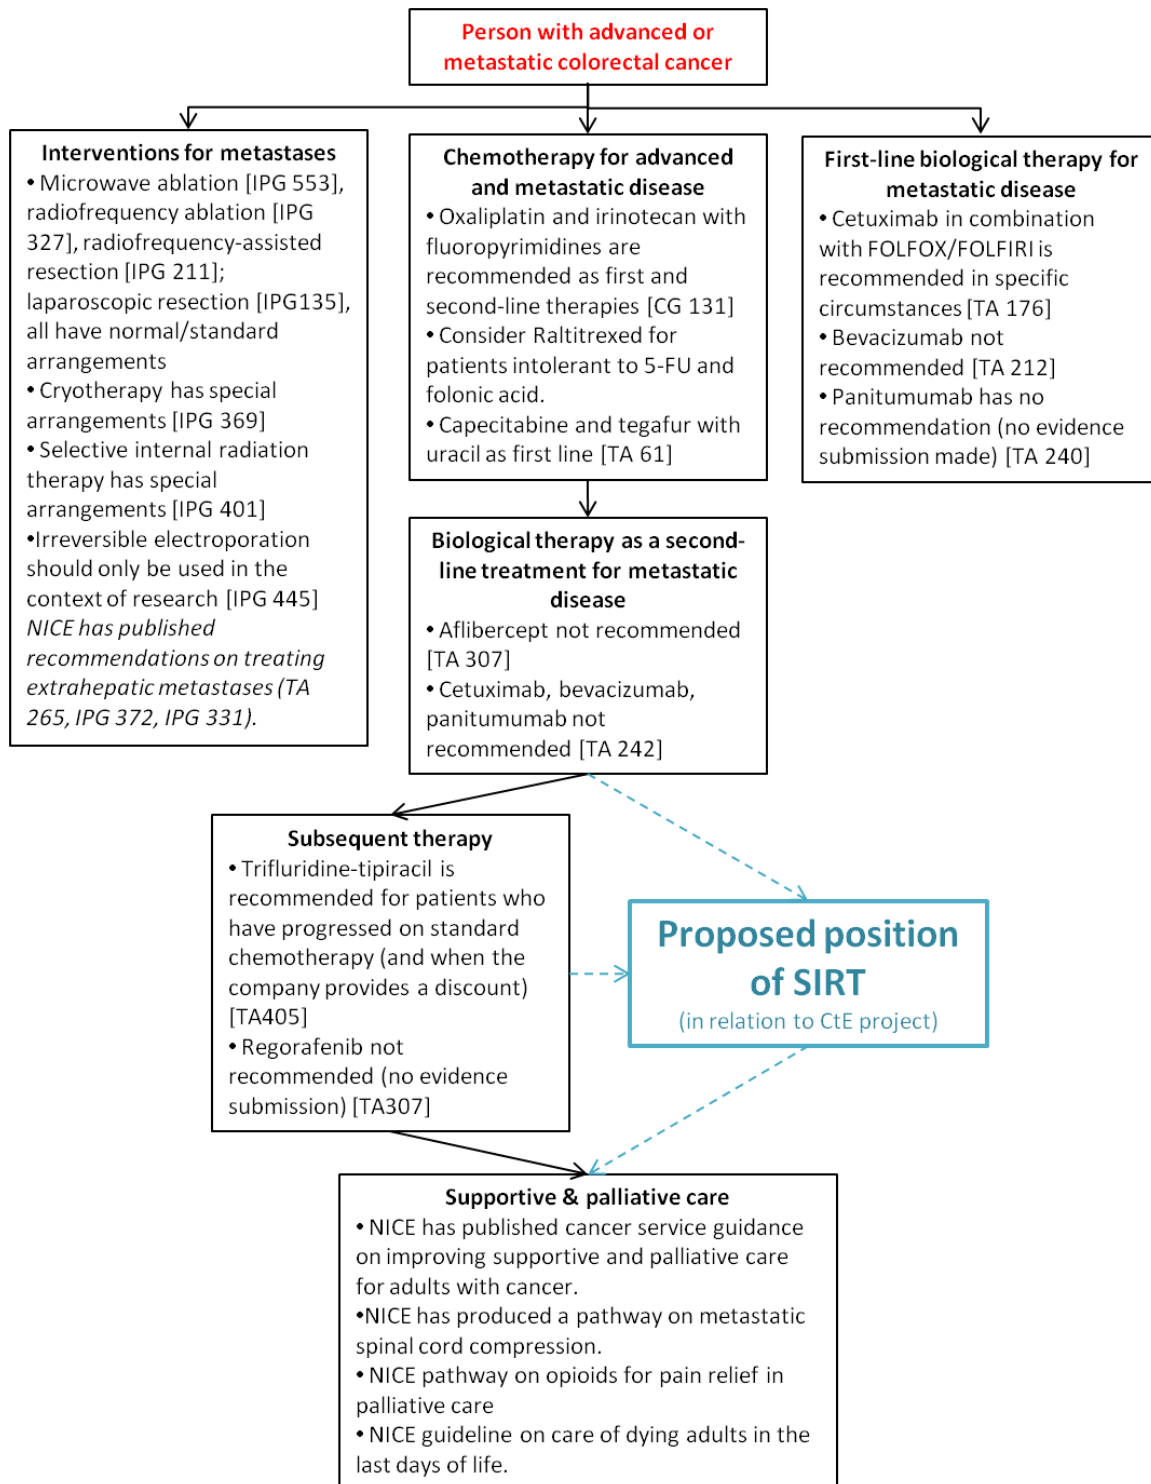 Person with advanced or
metastatic colorectal cancer
Interventions for metastases
• Microwave ablation [IPG 553],
radiofrequency ablation [IPG
327], radiofrequency-assisted
resection [IPG 211];
laparoscopic resection [IPG135],
all have normal/standard
arrangements
• Cryotherapy has special
arrangements [IPG 369]
• Selective internal radiation
therapy has special
arrangements [IPG 401]
•Irreversible electroporation
should only be used in the
context of research [IPG 445]
NICE has published
recommendations on treating
extrahepatic metastases (TA
265, IPG 372, IPG 331).
Chemotherapy for advanced
and metastatic disease
• Oxaliplatin and irinotecan with
fluoropyrimidines are
recommended as first and
second-line therapies [CG 131]
• Consider Raltitrexed for
patients intolerant to 5-FU and
folonic acid.
• Capecitabine and tegafur with
uracil as first line [TA 61]
First-line biological therapy for
metastatic disease
• Cetuximab in combination
with FOLFOX/FOLFIRI is
recommended in specific
circumstances [TA 176]
• Bevacizumab not
recommended [TA 212]
• Panitumumab has no
recommendation (no evidence
submission made) [TA 240]
Biological therapy as a second-
line treatment for metastatic
disease
• Aflibercept not recommended
[TA 307]
• Cetuximab, bevacizumab,
panitumumab not
recommended [TA 242]
Subsequent therapy
• Trifluridine-tipiracil is
recommended for patients who
have progressed on standard
chemotherapy (and when the
company provides a discount)
[TA405]
• Regorafenib not
recommended (no evidence
submission) [TA307]
Proposed position
of SIRT
(in relation to CtE project)
Supportive & palliative care
• NICE has published cancer service guidance
on improving supportive and palliative care
for adults with cancer.
•NICE has produced a pathway on metastatic
spinal cord compression.
• NICE pathway on opioids for pain relief in
palliative care
• NICE guideline on care of dying adults in the
last days of life.